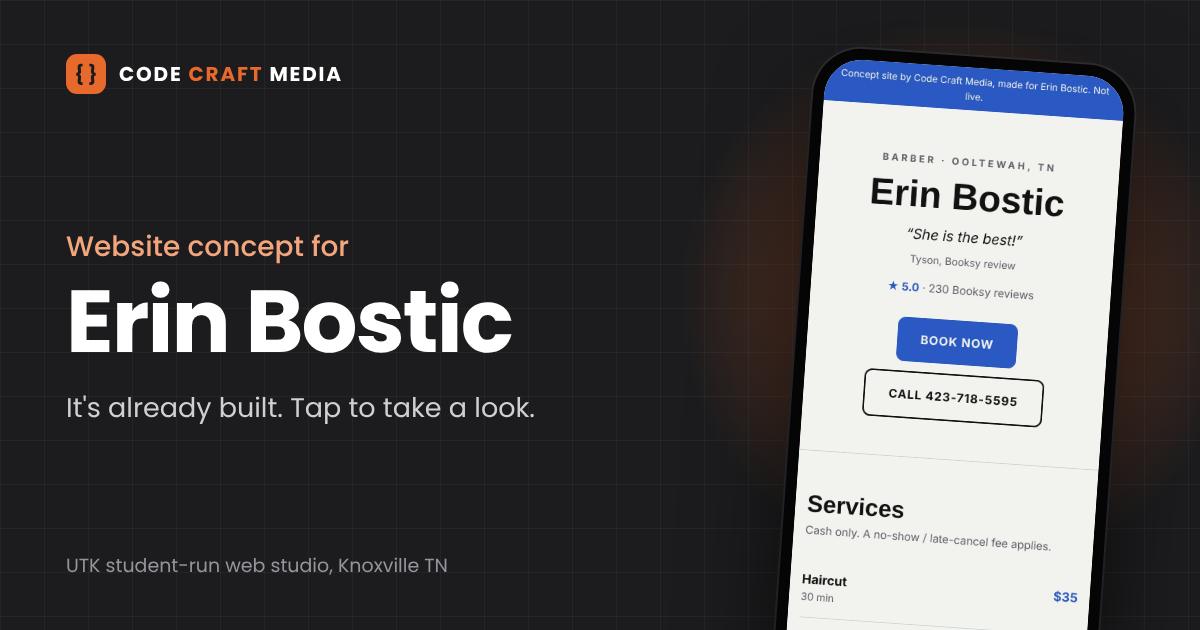 { } CODE CRAFT MEDIA
Website concept for
Erin Bostic
It's already built. Tap to take a look.
UTK student-run web studio, Knoxville TN
Concept site by Code Craft Media, made for Erin Bostic. Not
live.
BARBER · OOLTEWAH, TN
Erin Bostic
“She is the best!”
Tyson, Booksy review
★ 5.0 · 230 Booksy reviews
BOOK NOW
CALL 423-718-5595
Services
Cash only. A no-show / late-cancel fee applies.
Haircut
30 min
$35